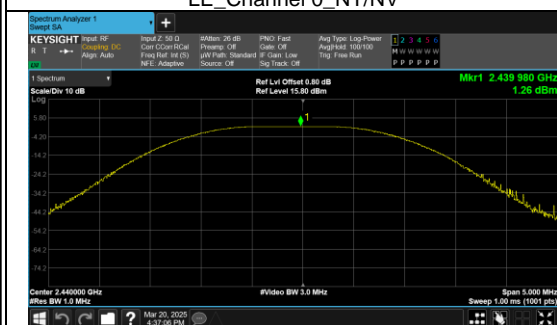 LE_Channel 0_NT/NV
Spectrum Analyzer 1
Swept SA
KEYSIGHT
R T
Input: RF
Coupling: DC
Align: Auto
Input Z: 50 Ω
Corr CCorr RCal
Freq Ref: Int (S)
NFE: Adaptive
#Atten: 26 dB
Preamp: Off
µW Path: Standard
Source: Off
PNO: Fast
Gate: Off
IF Gain: Low
Sig Track: Off
Avg Type: Log-Power
Avg|Hold: 100/100
Trig: Free Run
1 2 3 4 5 6
M W W W W W
P P P P P P
1 Spectrum
Scale/Div 10 dB
Log
Ref Lvl Offset 0.80 dB
Ref Level 15.80 dBm
Mkr1 2.439 980 GHz
1.26 dBm
1
5.80
-4.20
-14.2
-24.2
-34.2
-44.2
-54.2
-64.2
-74.2
Center 2.440000 GHz
#Res BW 1.0 MHz
#Video BW 3.0 MHz
Span 5.000 MHz
Sweep 1.00 ms (1001 pts)
Mar 20, 2025
4:37:06 PM